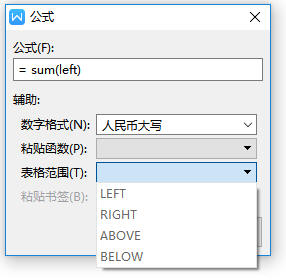 公式
公式(F):
= sum(left)
辅助:
数字格式(N): 人民币大写
粘贴函数(P):
表格范围(T):
粘贴书签(B):
LEFT
RIGHT
ABOVE
BELOW